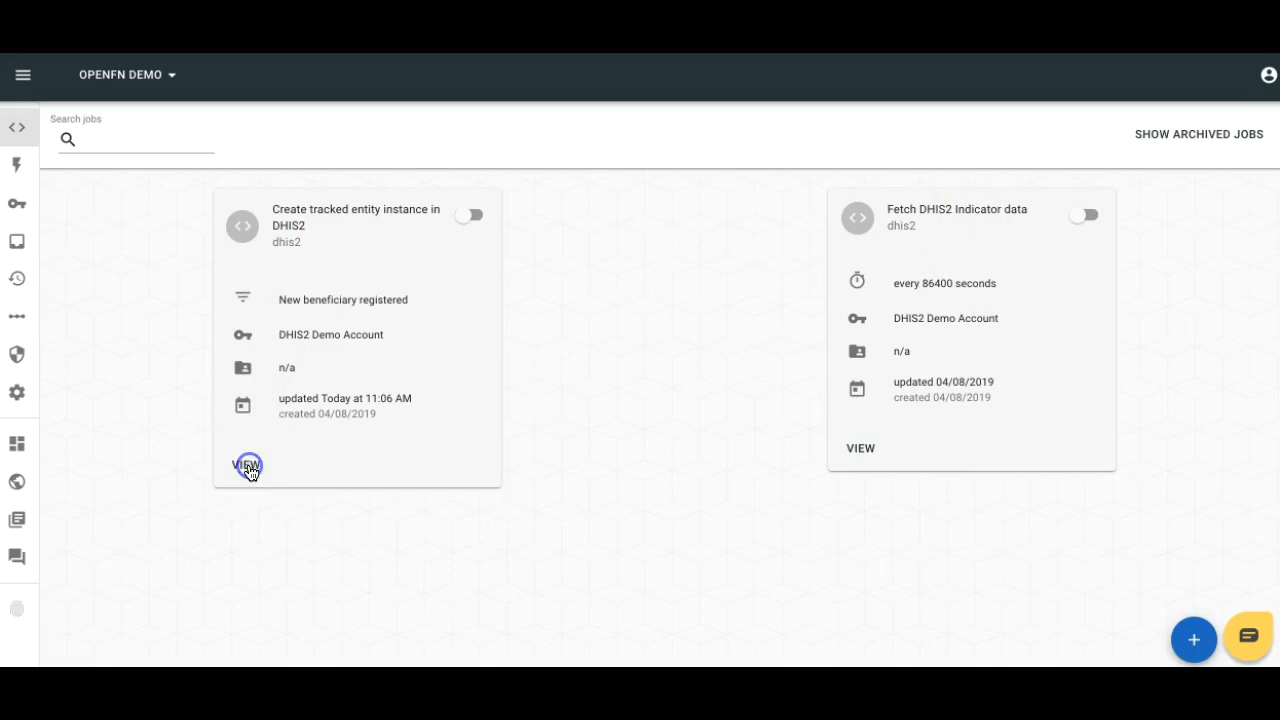 OPENFN DEMO
Search jobs
SHOW ARCHIVED JOBS
Create tracked entity instance in
DHIS2
dhis2
New beneficiary registered
DHIS2 Demo Account
n/a
updated Today at 11:06 AM
created 04/08/2019
VIEW
Fetch DHIS2 Indicator data
dhis2
every 86400 seconds
DHIS2 Demo Account
n/a
updated 04/08/2019
created 04/08/2019
VIEW